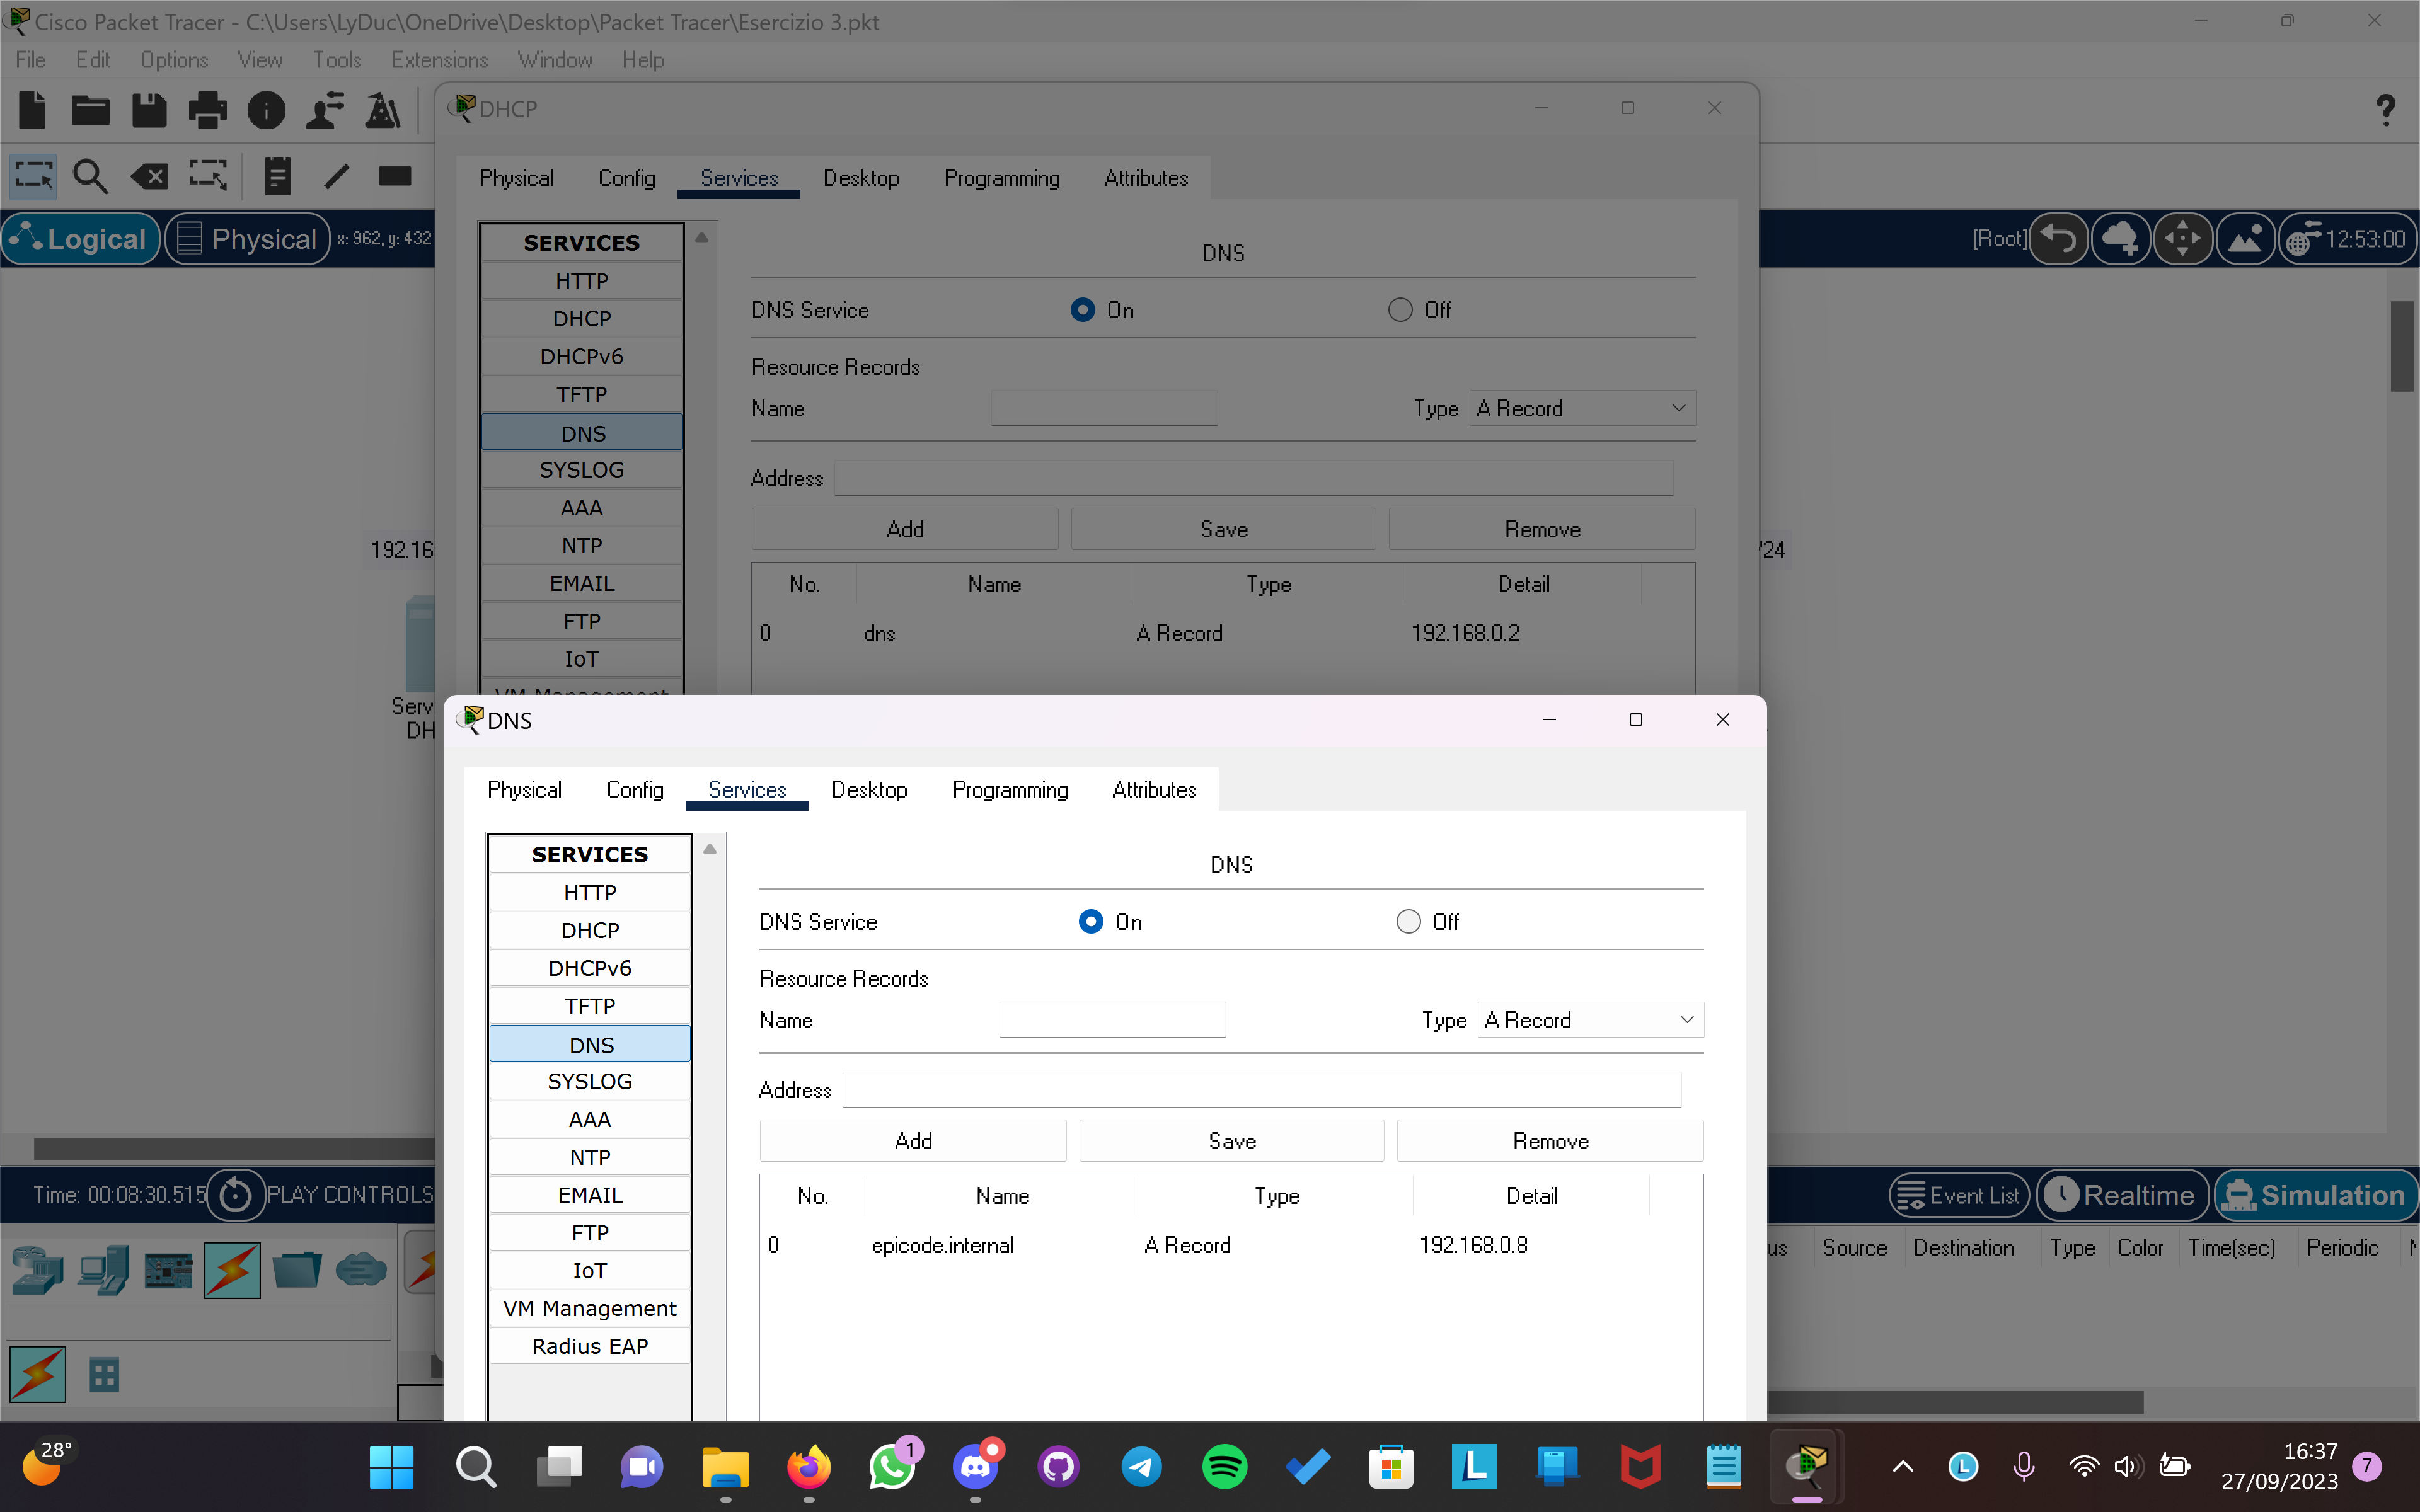 Cisco Packet Tracer - C:\Users\LyDuc\OneDrive\Desktop\Packet Tracer\Esercizio 3.pkt
File Edit Options View Tools Extensions Window Help
DHCP
Physical Config Services Desktop Programming Attributes
Logical Physical x: 962, y: 432
[Root] 12:53:00
SERVICES
HTTP
DHCP
DHCPv6
TFTP
DNS
SYSLOG
AAA
NTP
EMAIL
FTP
IoT
VM Management
DNS
DNS Service On Off
Resource Records
Name Type A Record
Address
Add Save Remove
No. Name Type Detail
0 dns A Record 192.168.0.2
192.168
/24
Serve
DH
DNS
Physical Config Services Desktop Programming Attributes
SERVICES
HTTP
DHCP
DHCPv6
TFTP
DNS
SYSLOG
AAA
NTP
EMAIL
FTP
IoT
VM Management
Radius EAP
DNS
DNS Service On Off
Resource Records
Name Type A Record
Address
Add Save Remove
No. Name Type Detail
0 epicode.internal A Record 192.168.0.8
Time: 00:08:30.515 PLAY CONTROLS
Event List Realtime Simulation
us Source Destination Type Color Time(sec) Periodic
28°
1
L
L
16:37
27/09/2023
7